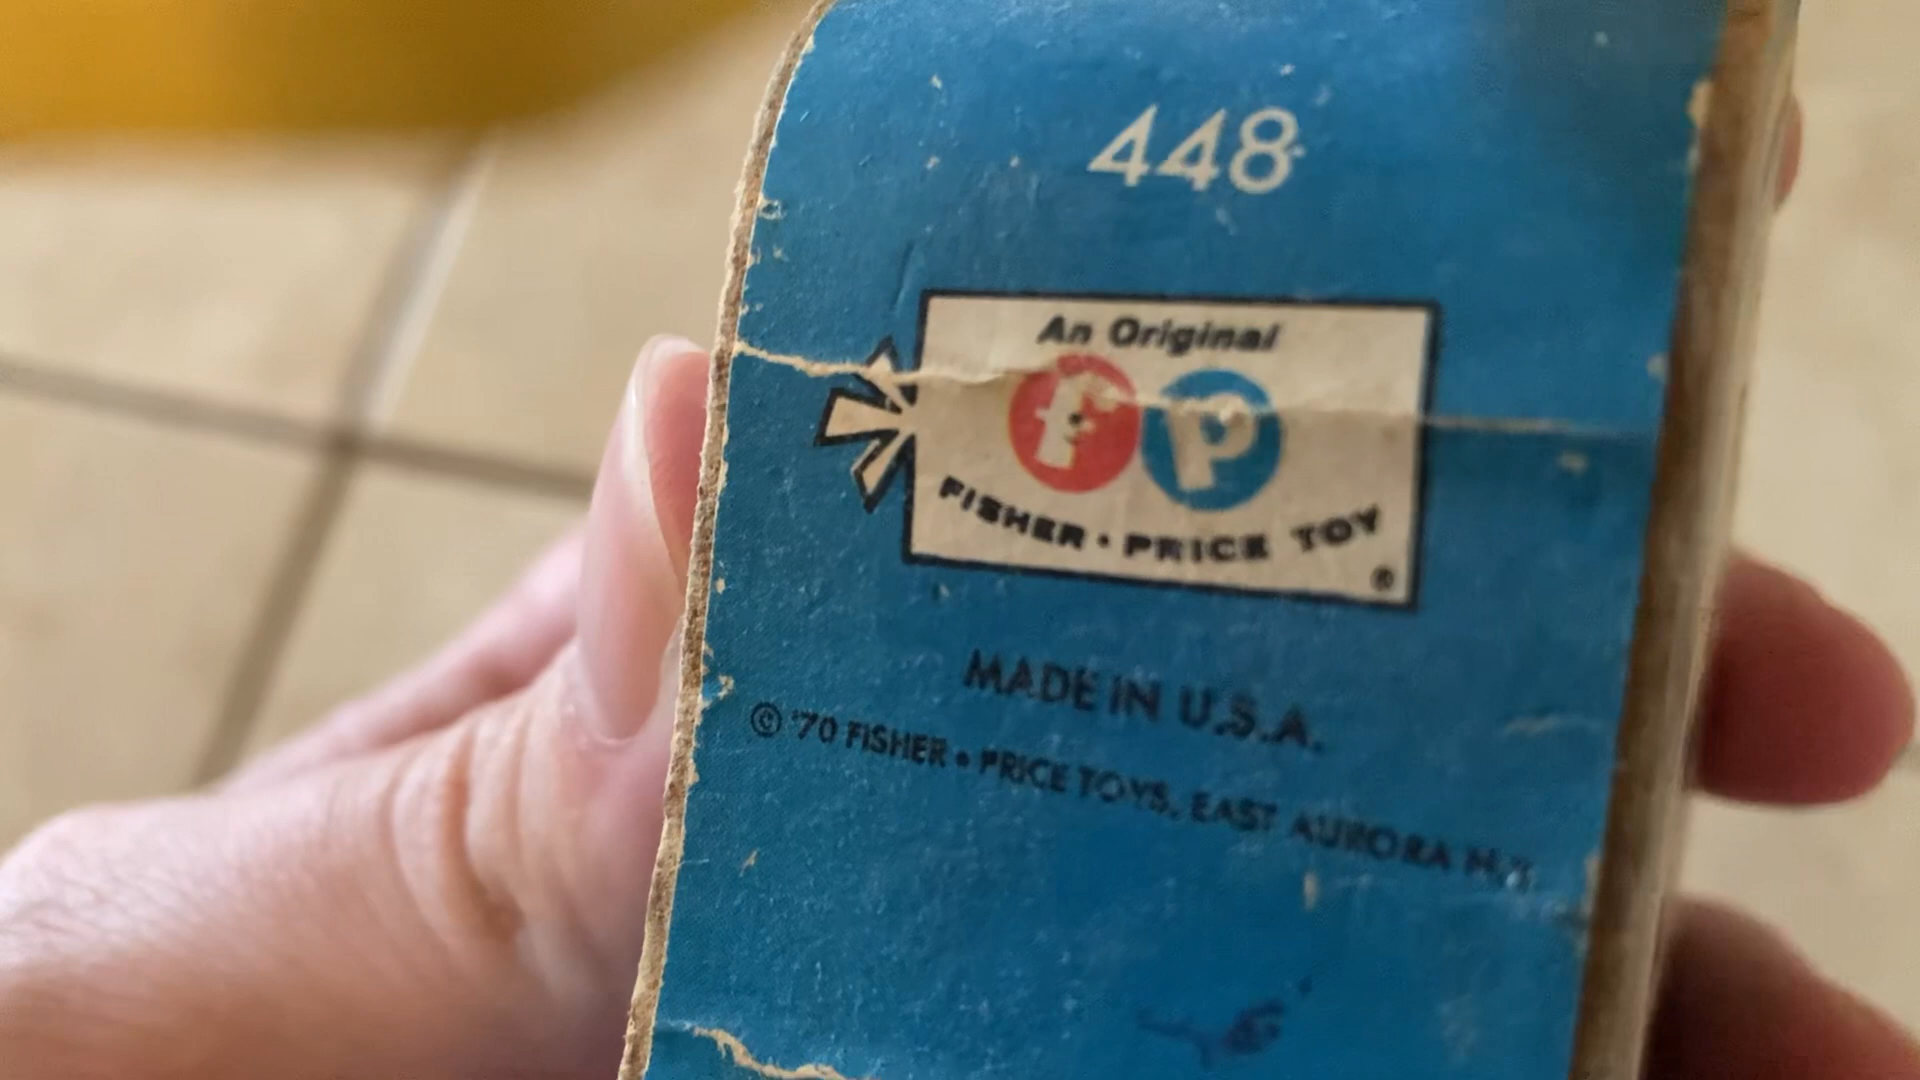 448
An Original
fp
FISHER • PRICE TOY
®
MADE IN U.S.A.
© '70 FISHER • PRICE TOYS, EAST AURORA N.Y.